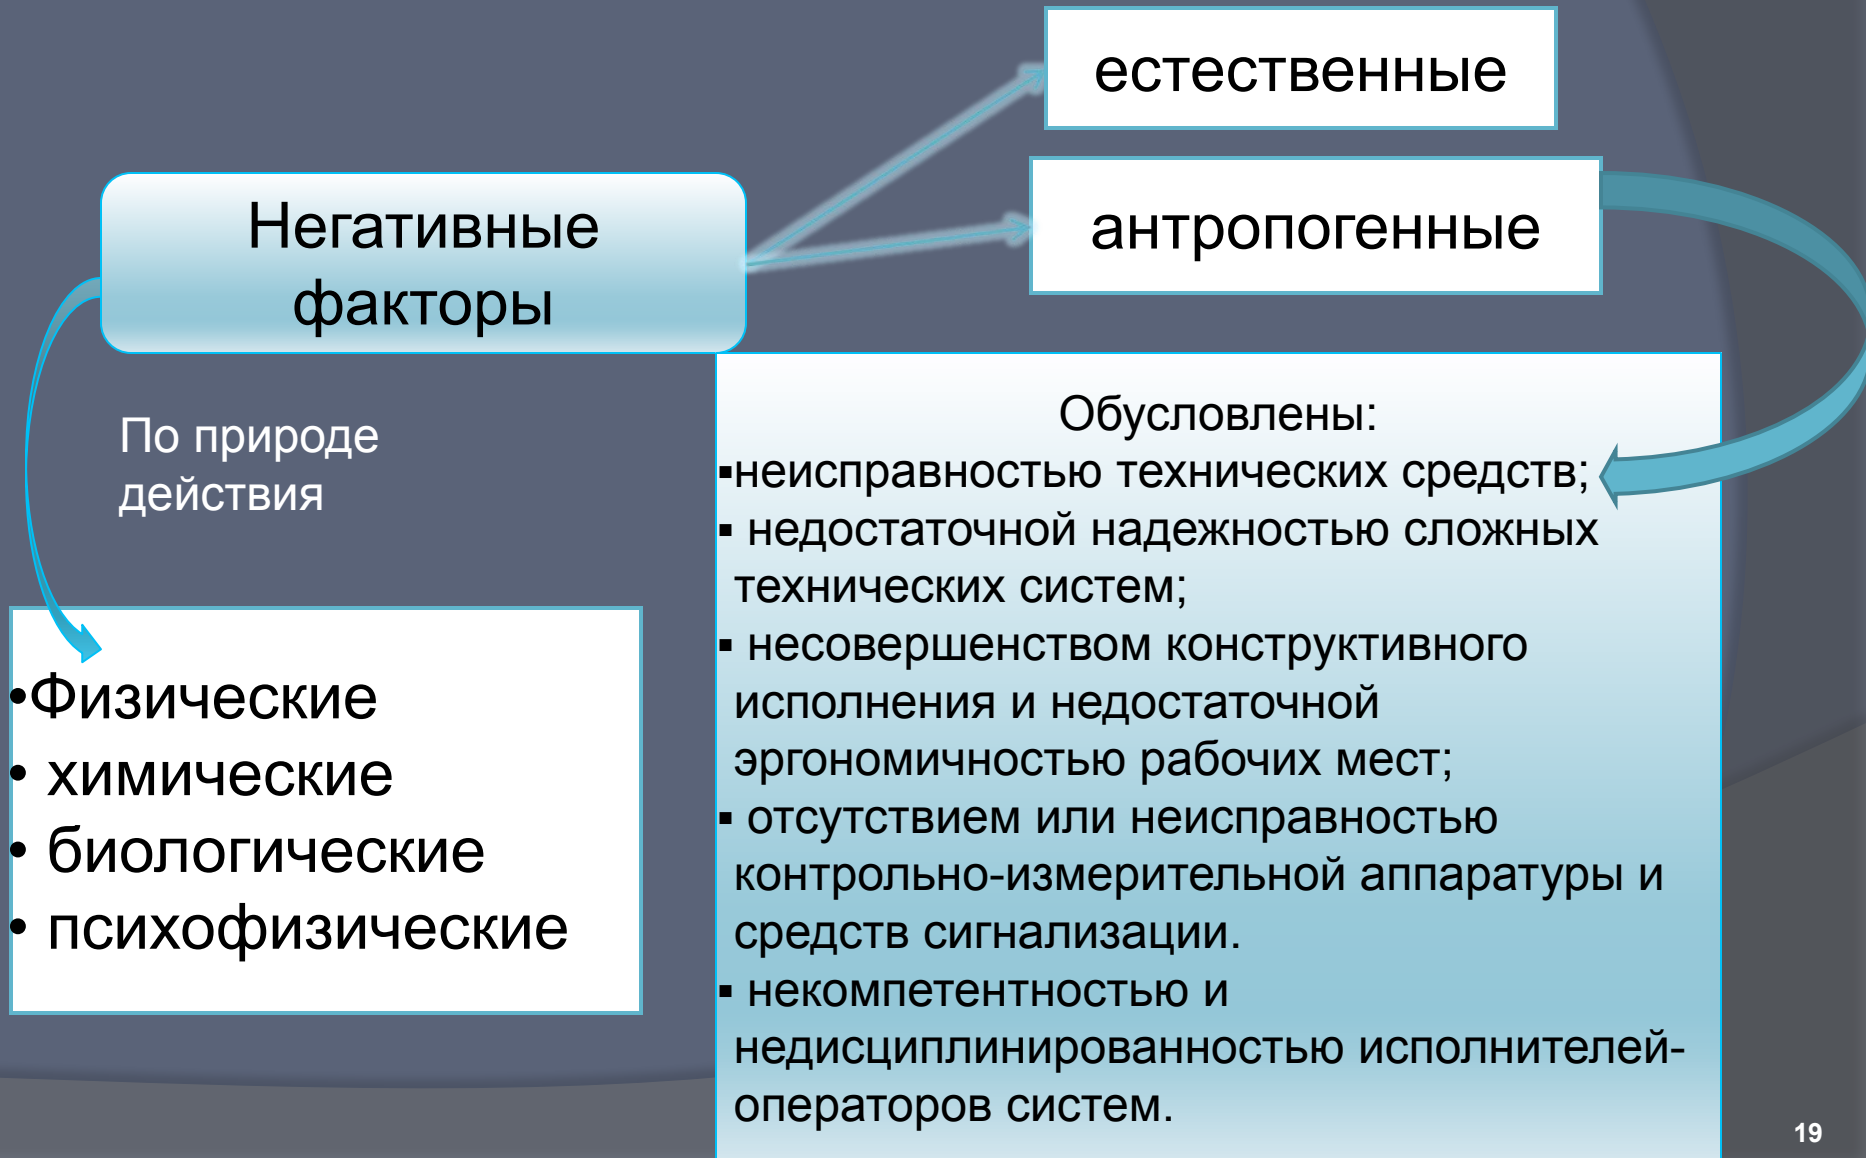 естественные
антропогенные
Негативные
факторы
По природе
действия
•Физические
• химические
• биологические
• психофизические
Обусловлены:
▪неисправностью технических средств;
▪ недостаточной надежностью сложных
технических систем;
▪ несовершенством конструктивного
исполнения и недостаточной
эргономичностью рабочих мест;
▪ отсутствием или неисправностью
контрольно-измерительной аппаратуры и
средств сигнализации.
▪ некомпетентностью и
недисциплинированностью исполнителей-
операторов систем.
19